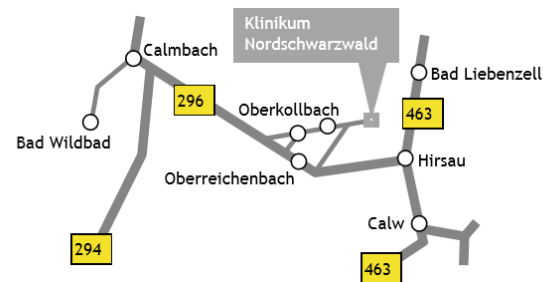 Klinikum
Nordschwarzwald
Calmbach
Bad Liebenzell
296
Oberkollbach
463
Bad Wildbad
Hirsau
Oberreichenbach
Calw
294
463